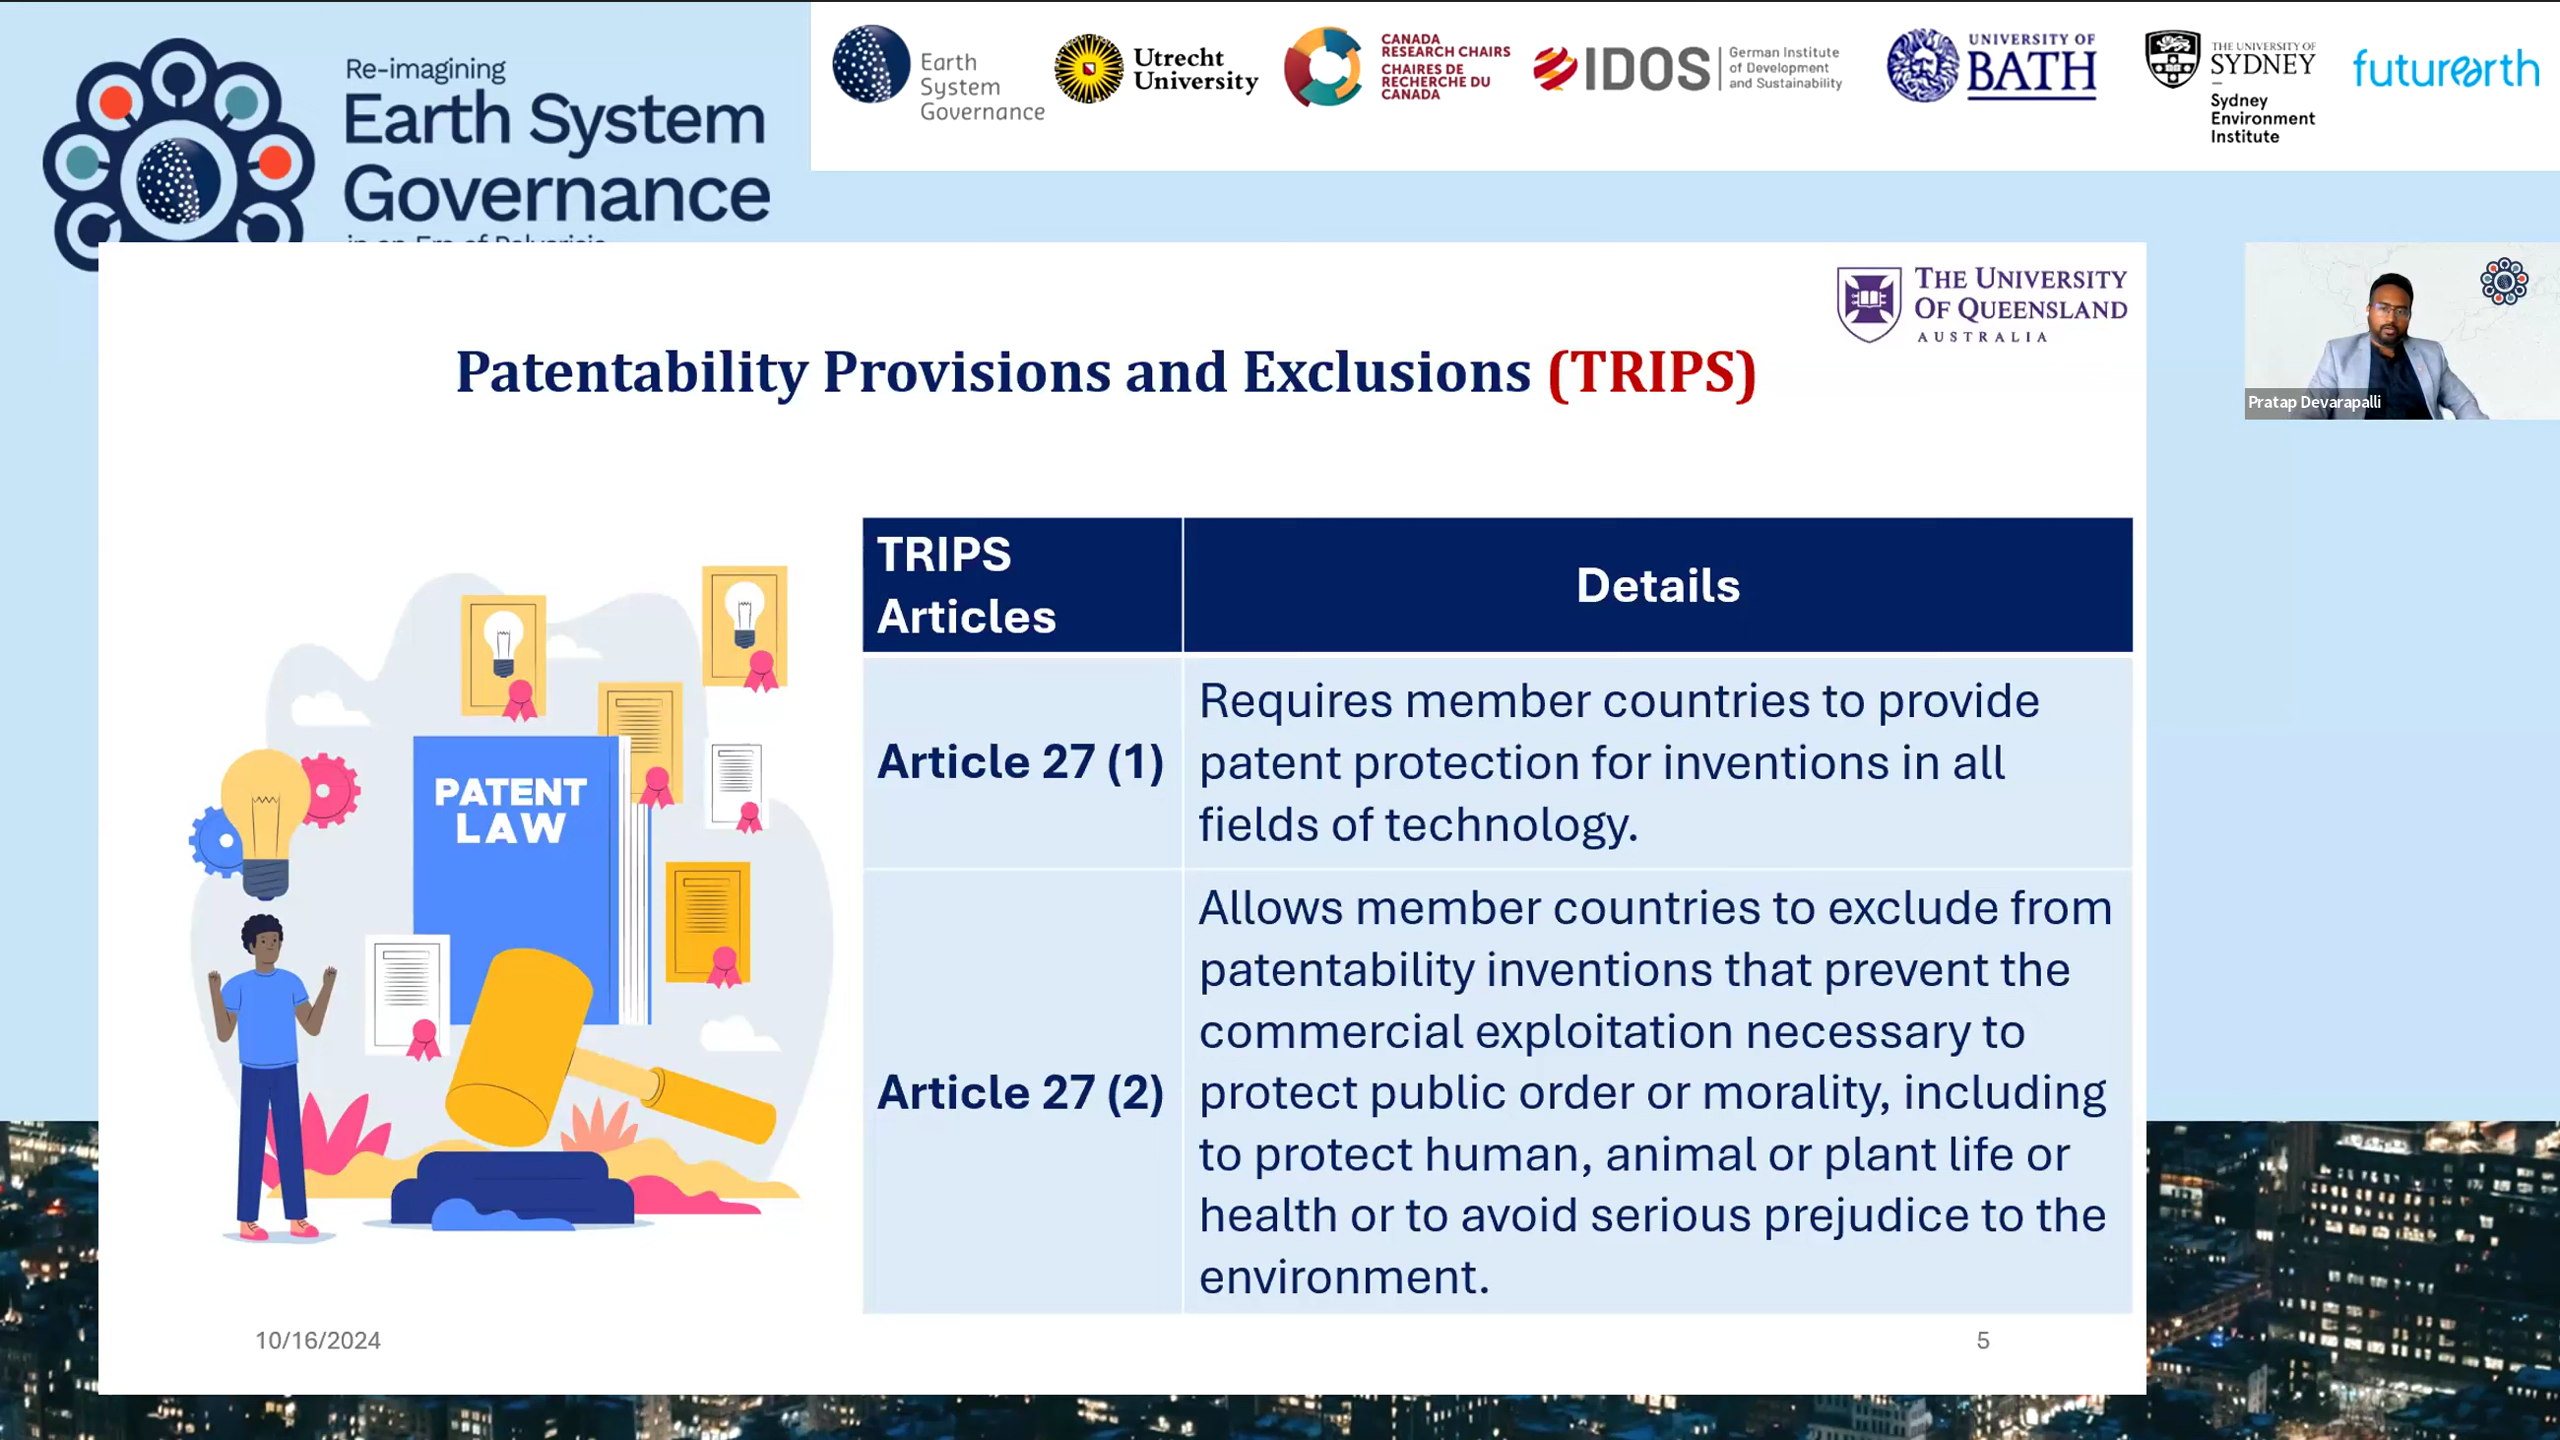 Re-imagining
Earth System
Governance
in an Era of Polycrisis
Earth
System
Governance
Utrecht
University
CANADA
RESEARCH CHAIRS
CHAIRES DE
RECHERCHE DU
CANADA
IDOS
German Institute
of Development
and Sustainability
UNIVERSITY OF
BATH
THE UNIVERSITY OF
SYDNEY
Sydney
Environment
Institute
futurearth
THE UNIVERSITY
OF QUEENSLAND
AUSTRALIA
Pratap Devarapalli
Patentability Provisions and Exclusions (TRIPS)
PATENT
LAW
TRIPS
Articles
Details
Article 27 (1)
Requires member countries to provide
patent protection for inventions in all
fields of technology.
Article 27 (2)
Allows member countries to exclude from
patentability inventions that prevent the
commercial exploitation necessary to
protect public order or morality, including
to protect human, animal or plant life or
health or to avoid serious prejudice to the
environment.
10/16/2024
5